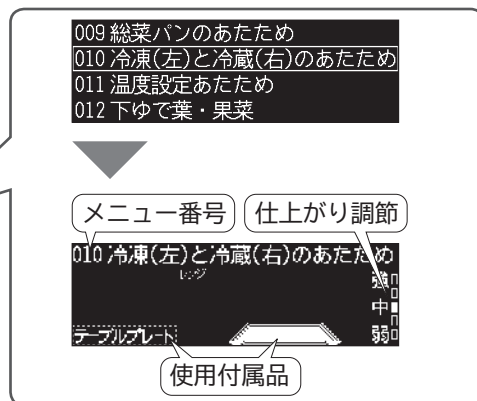 009 総菜パンのあたため
010 冷凍(左)と冷蔵(右)のあたため
011 温度設定あたため
012 下ゆで葉・果菜
メニュー番号
仕上がり調節
010 冷凍(左)と冷蔵(右)のあたため
レンジ
強
中
テーブルプレート
弱
使用付属品